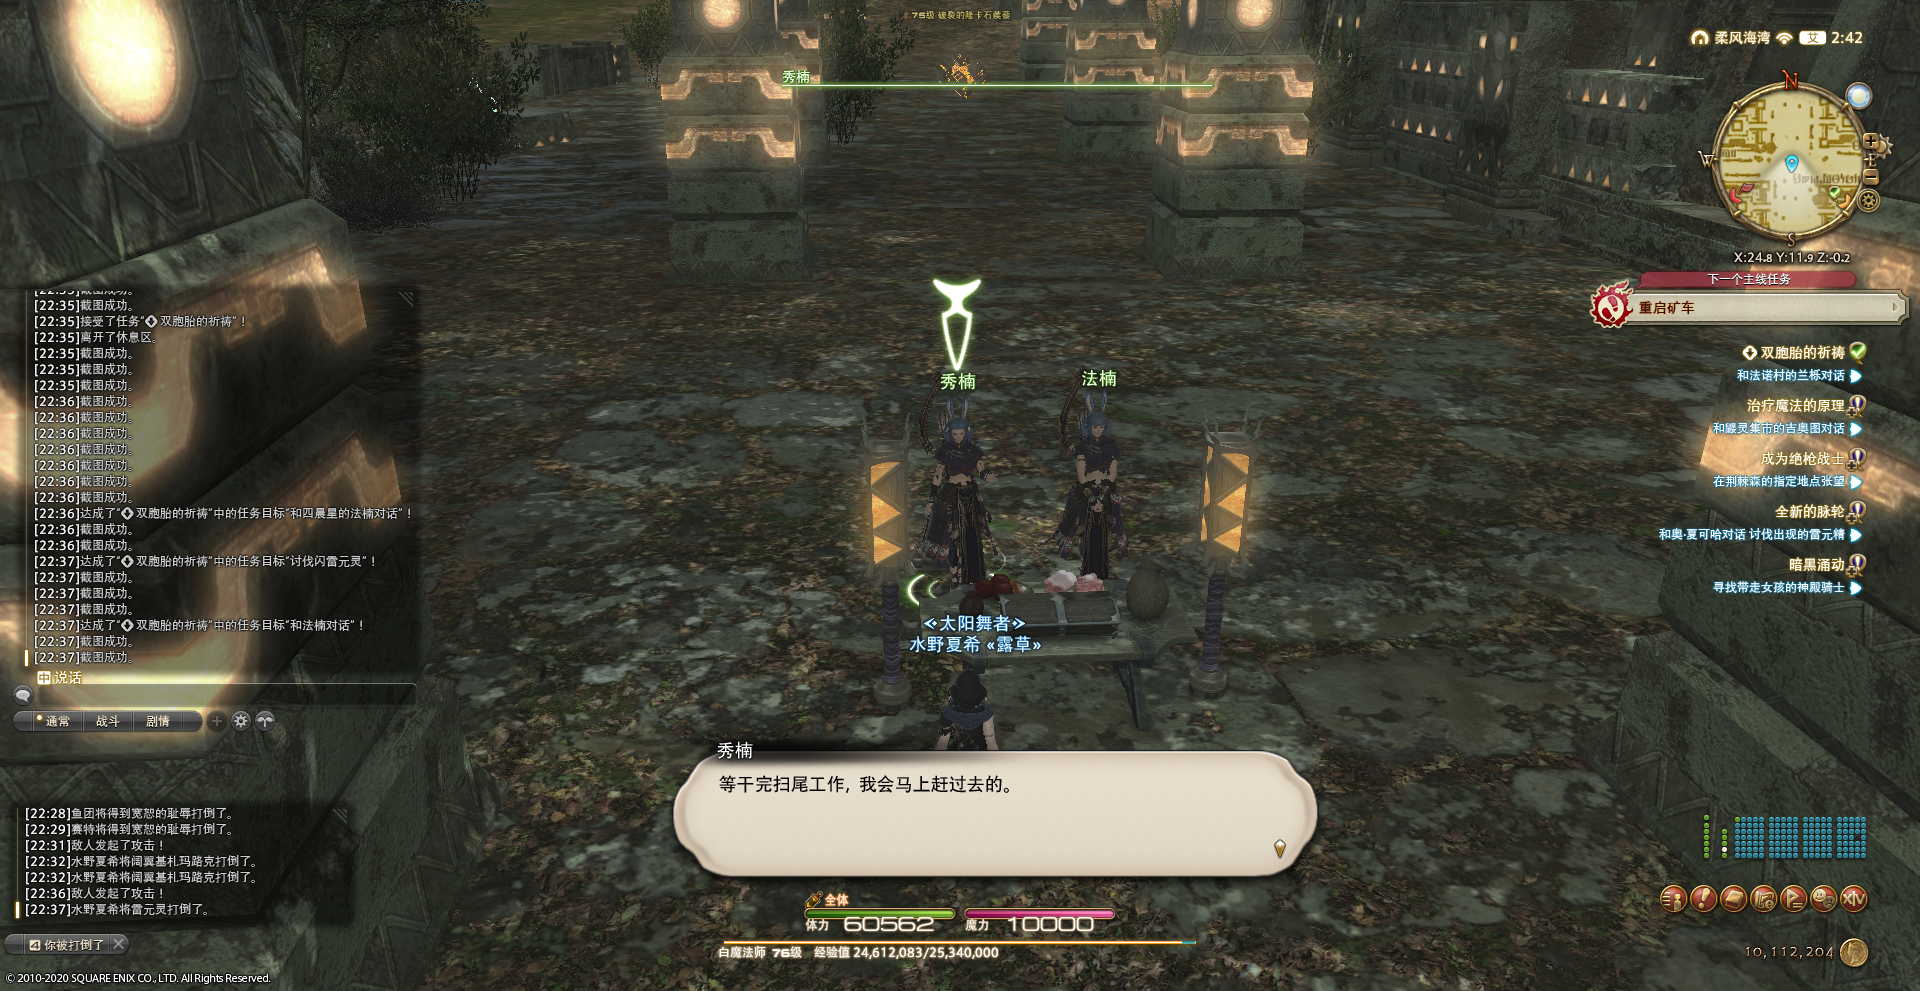 75级 破裂的隆卡石蒺藜
柔风海湾 艾 2:42
秀楠
N
W
E
S
X:24.8 Y:11.9 Z:-0.2
下一个主线任务
重启矿车
双胞胎的祈祷
和法诺村的兰栎对话
治疗魔法的原理
和鼹灵集市的吉奥图对话
成为绝枪战士
在荆棘森的指定地点张望
全新的脉轮
和奥·夏可哈对话 讨伐出现的雷元精
暗黑涌动
寻找带走女孩的神殿骑士
秀楠
法楠
太阳舞者
水野夏希 «露草»
[22:35]截图成功。
[22:35]截图成功。
[22:35]接受了任务“双胞胎的祈祷”！
[22:35]离开了休息区。
[22:35]截图成功。
[22:35]截图成功。
[22:35]截图成功。
[22:36]截图成功。
[22:36]截图成功。
[22:36]截图成功。
[22:36]截图成功。
[22:36]截图成功。
[22:36]截图成功。
[22:36]截图成功。
[22:36]达成了“双胞胎的祈祷”中的任务目标“和四晨星的法楠对话”！
[22:36]截图成功。
[22:36]截图成功。
[22:37]达成了“双胞胎的祈祷”中的任务目标“讨伐闪雷元灵”！
[22:37]截图成功。
[22:37]截图成功。
[22:37]截图成功。
[22:37]达成了“双胞胎的祈祷”中的任务目标“和法楠对话”！
[22:37]截图成功。
[22:37]截图成功。
说话
通常 战斗 剧情
秀楠
等干完扫尾工作，我会马上赶过去的。
[22:28]鱼团将得到宽恕的耻辱打倒了。
[22:29]赛特将得到宽恕的耻辱打倒了。
[22:31]敌人发起了攻击！
[22:32]水野夏希将阔翼基札玛路克打倒了。
[22:32]水野夏希将阔翼基札玛路克打倒了。
[22:36]敌人发起了攻击！
[22:37]水野夏希将雷元灵打倒了。
4 你被打倒了
全体
体力 60562 魔力 10000
白魔法师 76级 经验值 24,612,083/25,340,000
10,112,204
© 2010-2020 SQUARE ENIX CO., LTD. All Rights Reserved.